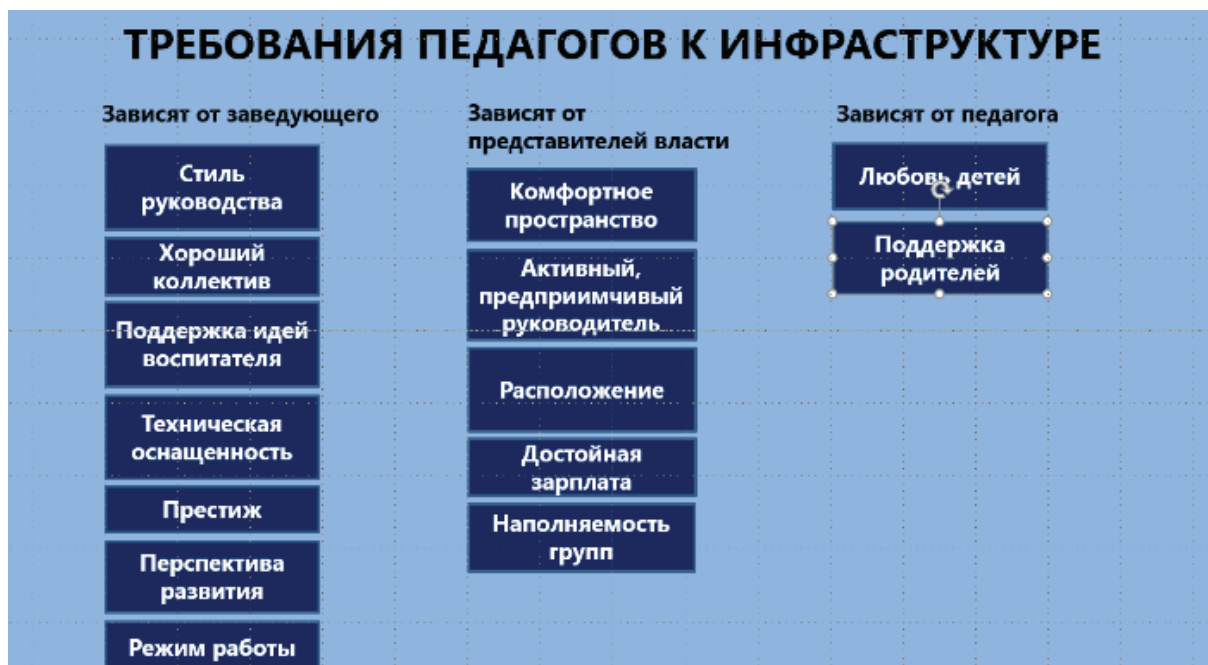 ТРЕБОВАНИЯ ПЕДАГОГОВ К ИНФРАСТРУКТУРЕ
Зависят от заведующего
Стиль
руководства
Хороший
коллектив
Поддержка идей
воспитателя
Техническая
оснащенность
Престиж
Перспектива
развития
Режим работы
Зависят от
представителей власти
Комфортное
пространство
Активный,
предприимчивый
руководитель
Расположение
Достойная
зарплата
Наполняемость
групп
Зависят от педагога
Любовь детей
Поддержка
родителей